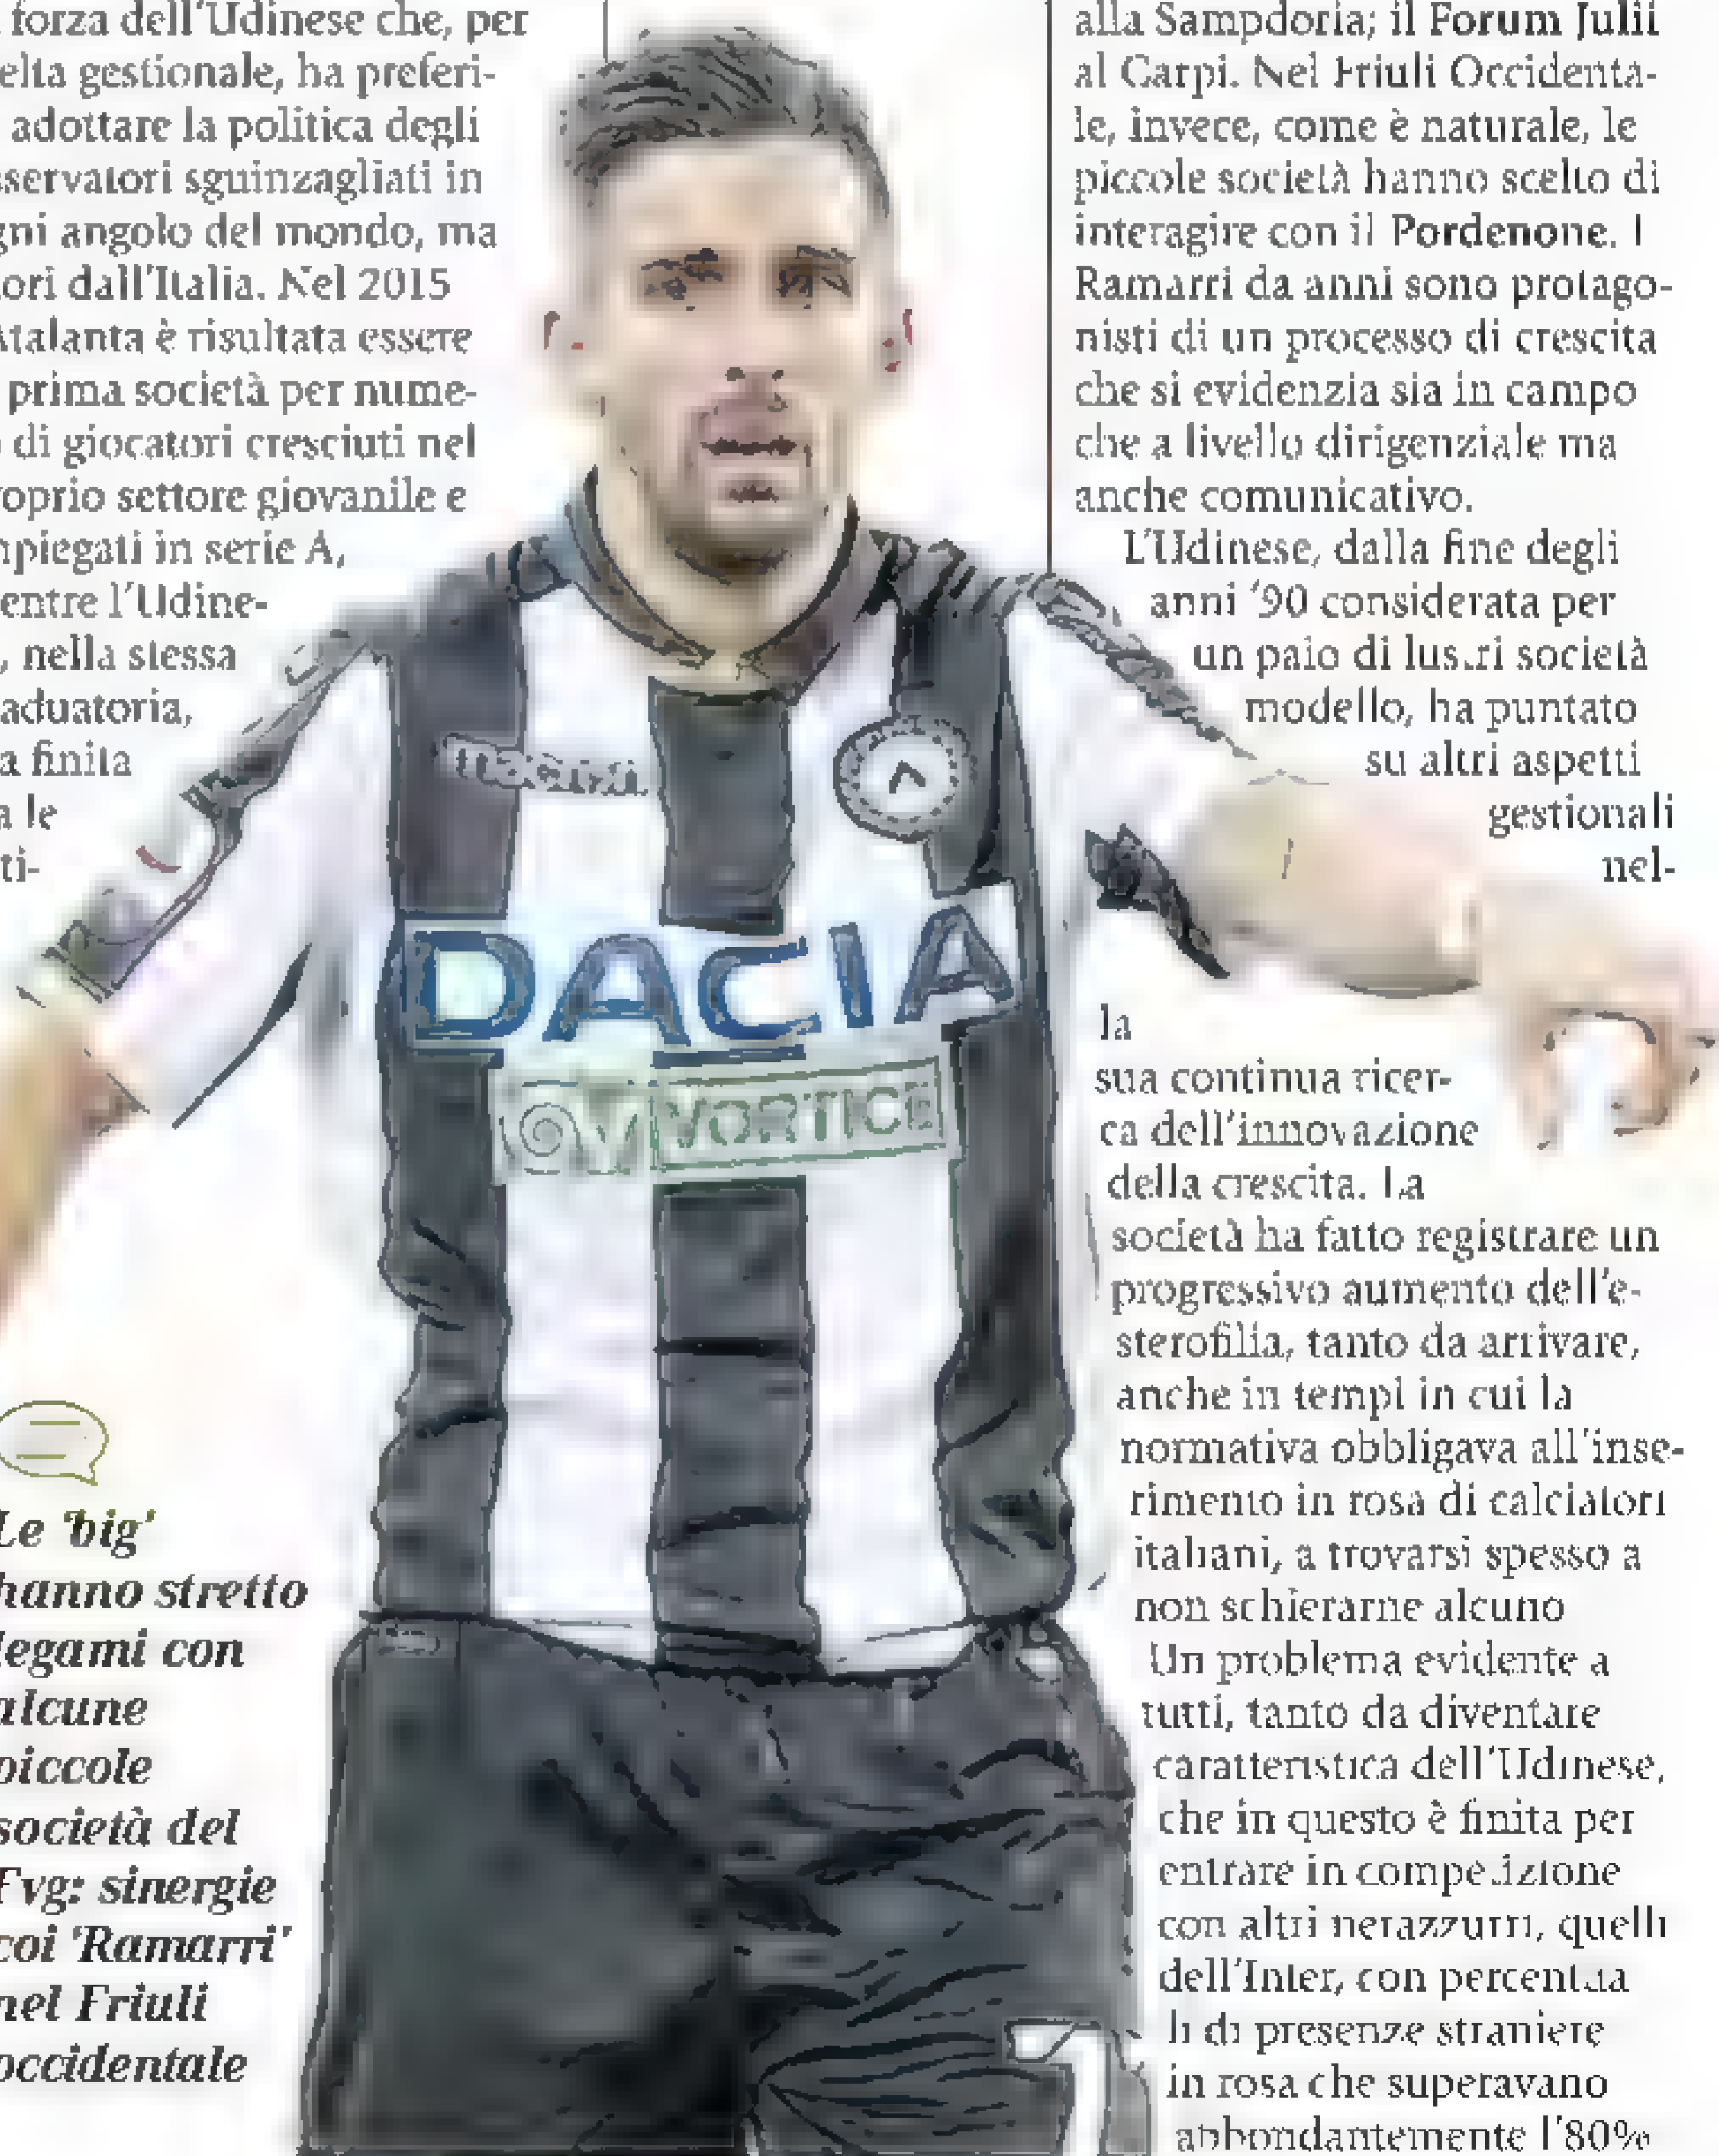 forza dell'Udinese che, per
elta gestionale, ha preferi-
adottare la politica degli
servatori sguinzagliati in
gni angolo del mondo, ma
ori dall'Italia. Nel 2015
Atalanta è risultata essere
prima società per nume-
di giocatori cresciuti nel
roprio settore giovanile e
mpiegati in serie A,
entre l'Udine-
, nella stessa
aduatoria,
a finita
a le
ti-
Le 'big'
hanno stretto
legami con
alcune
piccole
società del
Fvg: sinergie
coi 'Ramarri'
nel Friuli
occidentale
macron
DACIA
VORTICE
alla Sampdoria; il Forum Julii
al Carpi. Nel Friuli Occidenta-
le, invece, come è naturale, le
piccole società hanno scelto di
interagire con il Pordenone. I
Ramarri da anni sono protago-
nisti di un processo di crescita
che si evidenzia sia in campo
che a livello dirigenziale ma
anche comunicativo.
L'Udinese, dalla fine degli
anni '90 considerata per
un paio di lustri società
modello, ha puntato
su altri aspetti
gestionali
nel-
la
sua continua ricer-
ca dell'innovazione
della crescita. La
società ha fatto registrare un
progressivo aumento dell'e-
sterofilia, tanto da arrivare,
anche in tempi in cui la
normativa obbligava all'inse-
rimento in rosa di calciatori
italiani, a trovarsi spesso a
non schierarne alcuno
Un problema evidente a
tutti, tanto da diventare
caratteristica dell'Udinese,
che in questo è finita per
entrare in competizione
con altri nerazzurri, quelli
dell'Inter, con percentua
li di presenze straniere
in rosa che superavano
abbondantemente l'80%